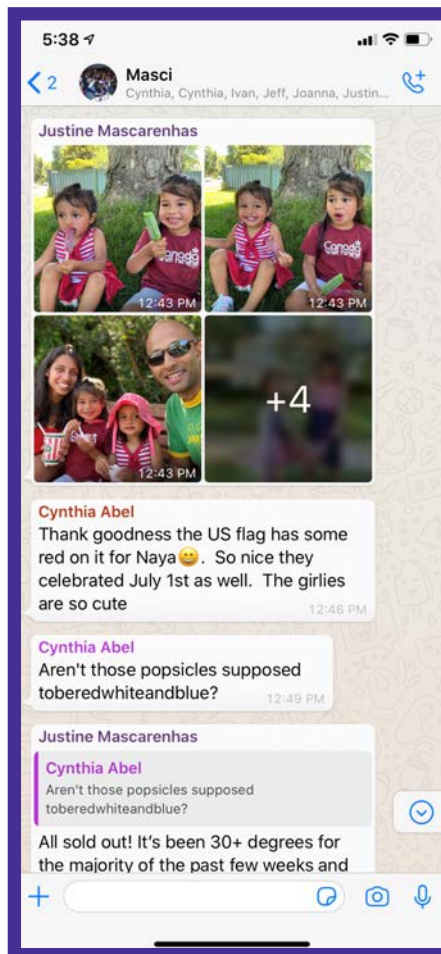 5:38
2
Masci
Cynthia, Cynthia, Ivan, Jeff, Joanna, Justin...
Justine Mascarenhas
Canada
12:43 PM
Canada
12:43 PM
12:43 PM
+4
Cynthia Abel
Thank goodness the US flag has some
red on it for Naya😄. So nice they
celebrated July 1st as well. The girlies
are so cute
12:46 PM
Cynthia Abel
Aren't those popsicles supposed
toberedwhiteandblue?
12:49 PM
Justine Mascarenhas
Cynthia Abel
Aren't those popsicles supposed
toberedwhiteandblue?
All sold out! It's been 30+ degrees for
the majority of the past few weeks and